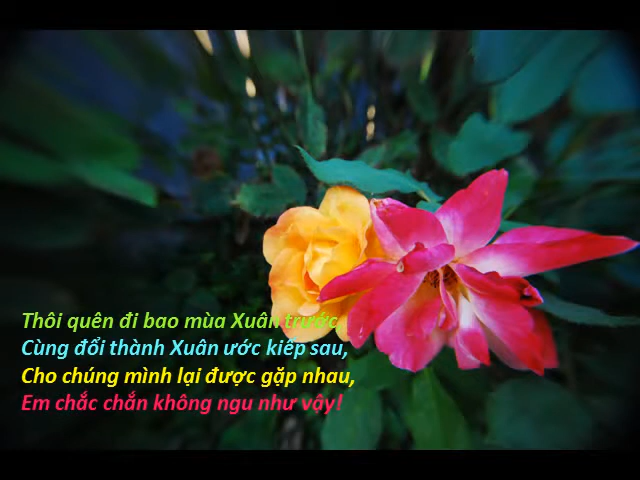 Thôi quên đi bao mùa Xuân trước
Cùng đổi thành Xuân ước kiếp sau,
Cho chúng mình lại được gặp nhau,
Em chắc chắn không ngu như vậy!